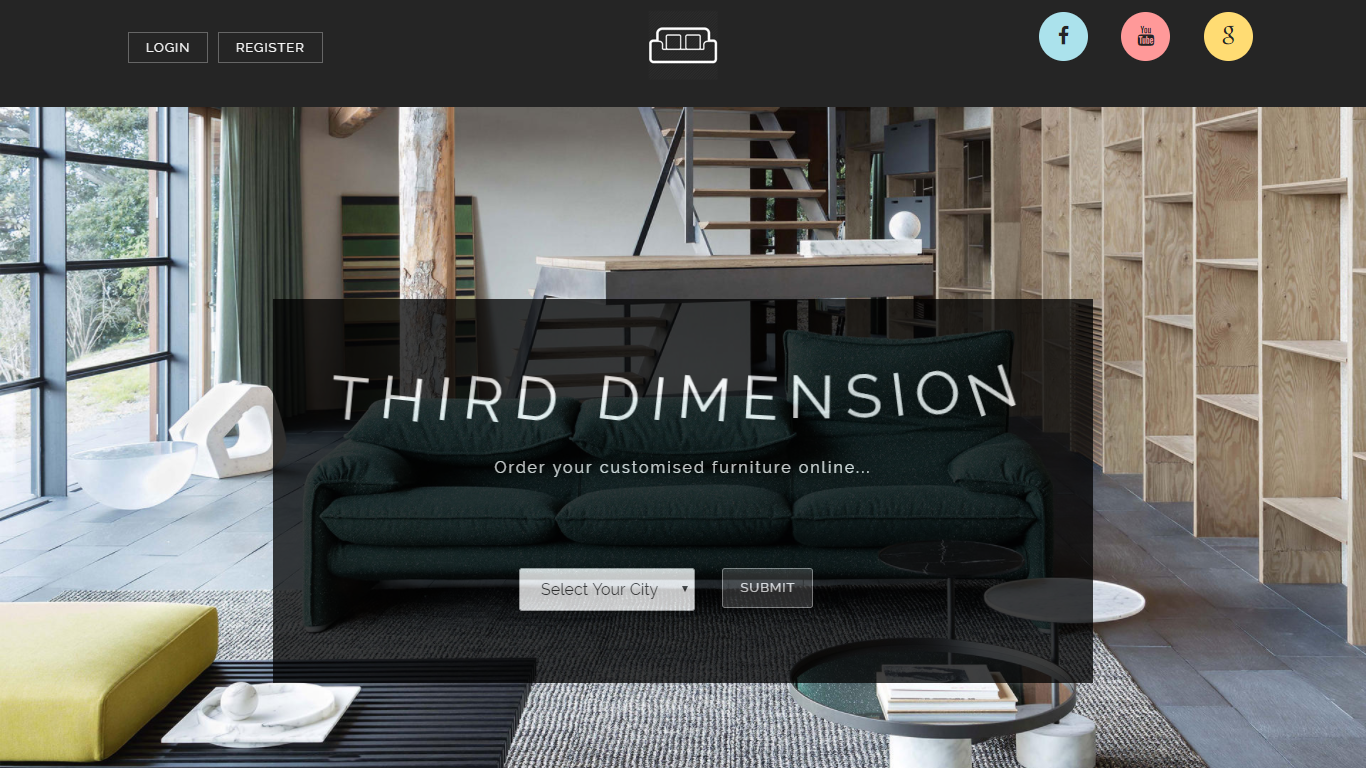 LOGIN
REGISTER
f
You
Tube
g
THIRD DIMENSION
Order your customised furniture online...
Select Your City
SUBMIT